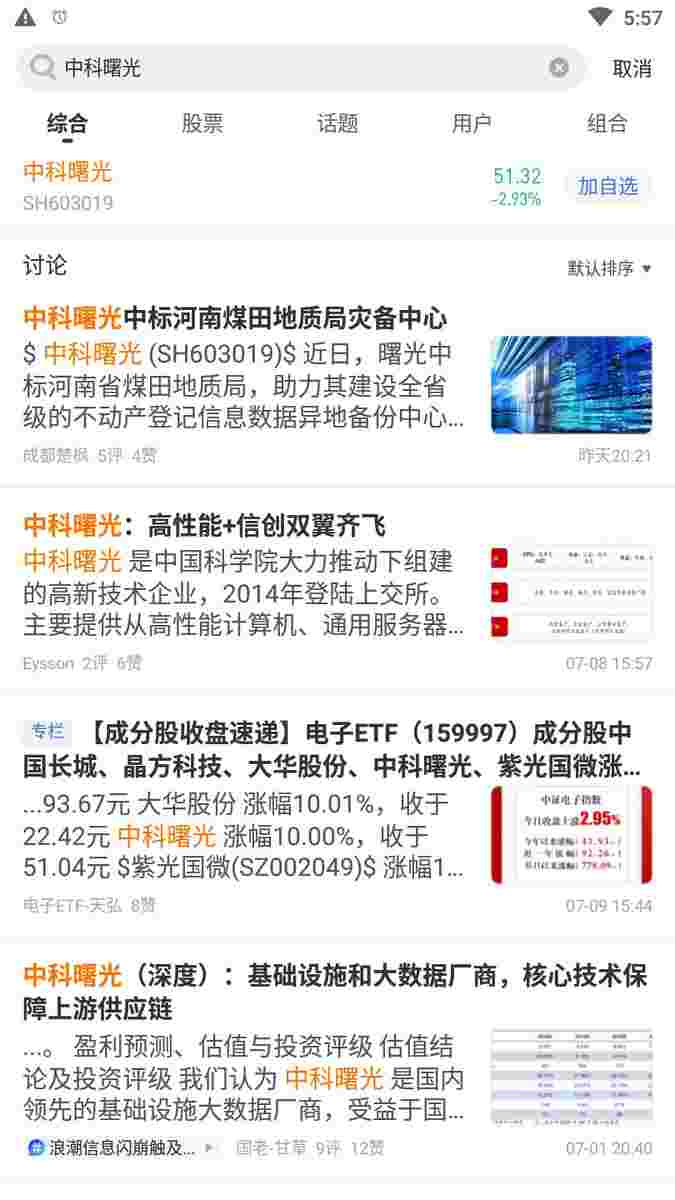 5:57
中科曙光
取消
综合 股票 话题 用户 组合
中科曙光
SH603019
51.32
-2.93%
加自选
讨论
默认排序
中科曙光中标河南煤田地质局灾备中心
$ 中科曙光 (SH603019)$ 近日，曙光中
标河南省煤田地质局，助力其建设全省
级的不动产登记信息数据异地备份中心...
成都楚枫 5评 4赞
昨天20:21
中科曙光：高性能+信创双翼齐飞
中科曙光 是中国科学院大力推动下组建
的高新技术企业，2014年登陆上交所。
主要提供从高性能计算机、通用服务器...
Eysson 2评 6赞
07-08 15:57
专栏 【成分股收盘速递】电子ETF（159997）成分股中
国长城、晶方科技、大华股份、中科曙光、紫光国微涨...
...93.67元 大华股份 涨幅10.01%，收于
22.42元 中科曙光 涨幅10.00%，收于
51.04元 $紫光国微(SZ002049)$ 涨幅1...
中证电子指数
今日收盘上涨2.95%
电子ETF-天弘 8赞
07-09 15:44
中科曙光（深度）：基础设施和大数据厂商，核心技术保
障上游供应链
...。 盈利预测、估值与投资评级 估值结
论及投资评级 我们认为 中科曙光 是国内
领先的基础设施大数据厂商，受益于国...
浪潮信息闪崩触及...
国老-甘草 9评 12赞
07-01 20:40